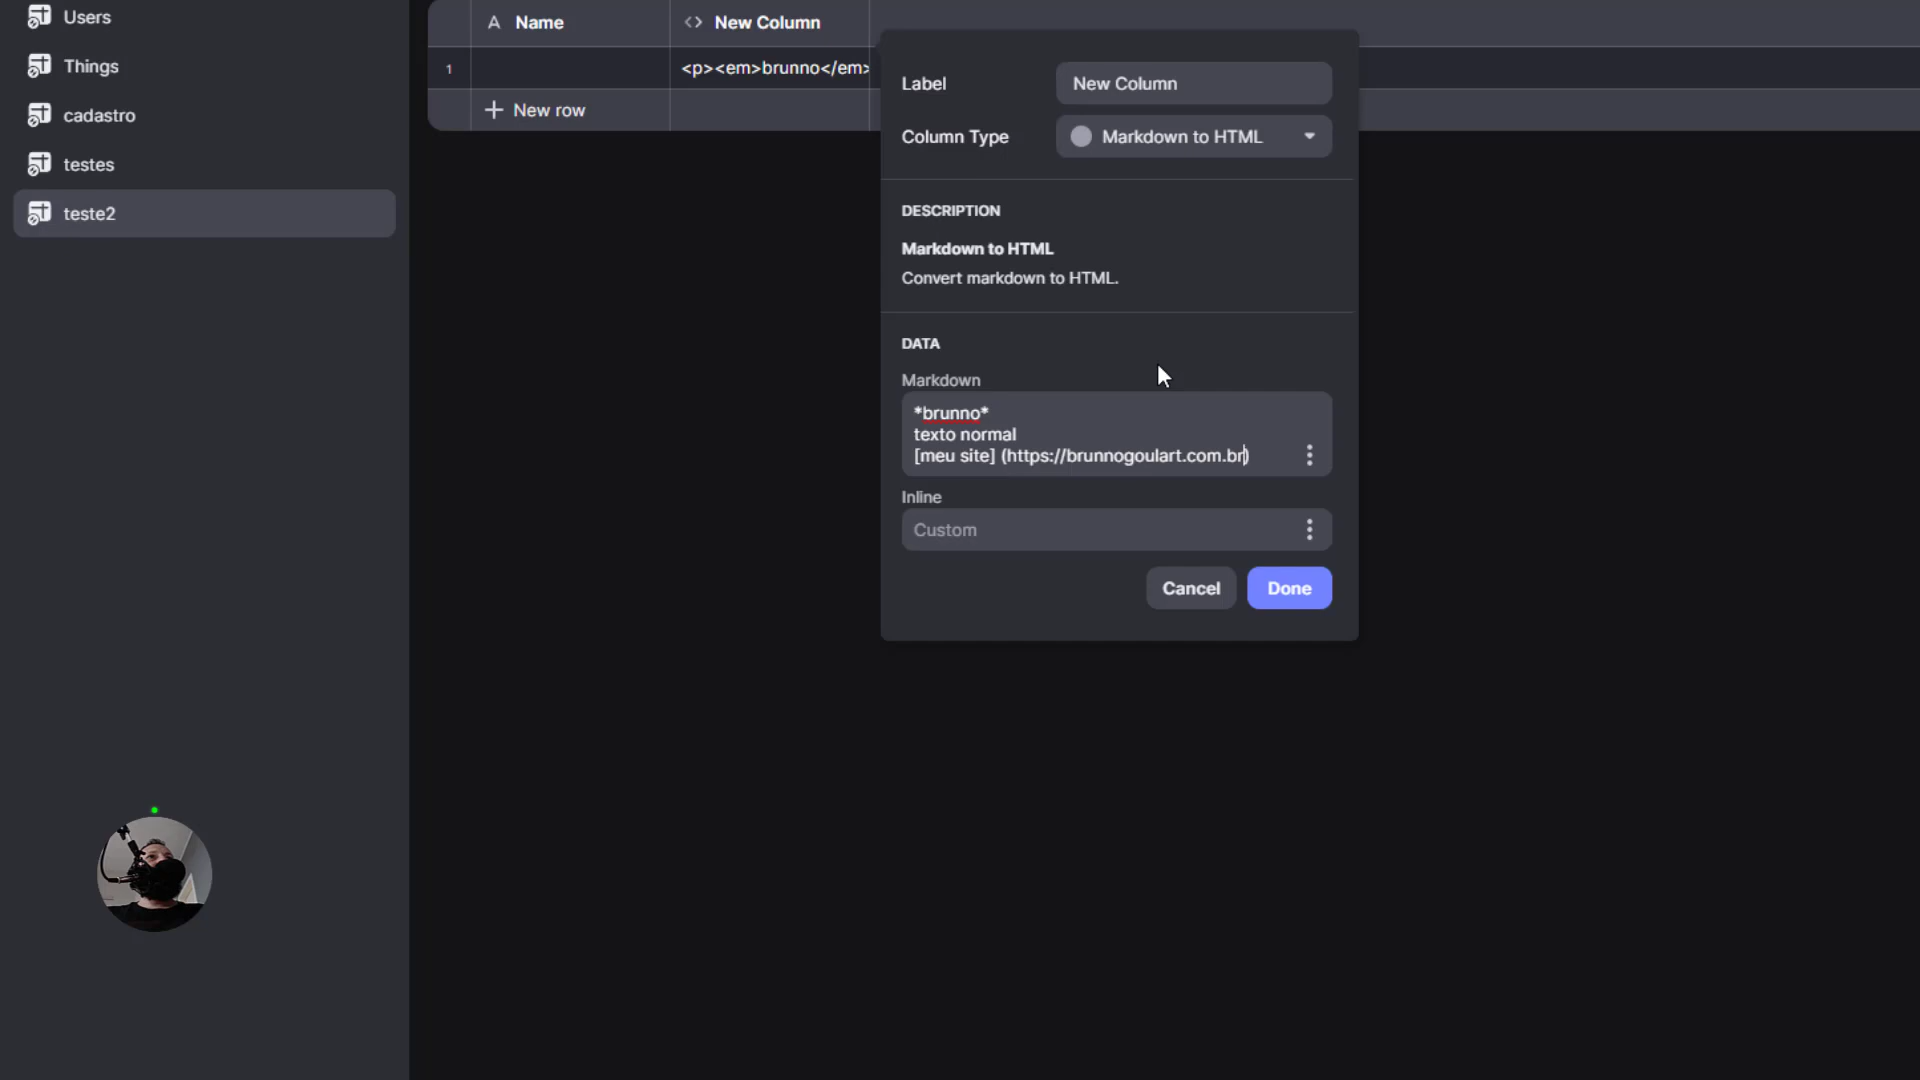 Users
Things
cadastro
testes
teste2
A Name
<> New Column
1
<p><em>brunno</em>
New row
Label
New Column
Column Type
Markdown to HTML
DESCRIPTION
Markdown to HTML
Convert markdown to HTML.
DATA
Markdown
*brunno*
texto normal
[meu site] (https://brunnogoulart.com.br)
Inline
Custom
Cancel
Done